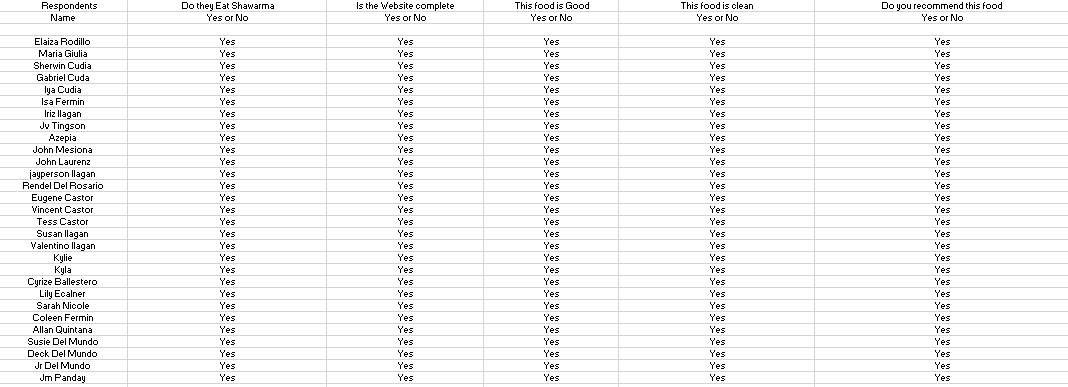 Respondents Do they Eat Shawarma Is the Website complete This food is Good This food is clean Do you recommend this food
Name Yes or No Yes or No Yes or No Yes or No Yes or No
Elaiza Rodillo Yes Yes Yes Yes Yes
Maria Giulia Yes Yes Yes Yes Yes
Sherwin Cudia Yes Yes Yes Yes Yes
Gabriel Cuda Yes Yes Yes Yes Yes
Iya Cudia Yes Yes Yes Yes Yes
Isa Fermin Yes Yes Yes Yes Yes
Iriz Ilagan Yes Yes Yes Yes Yes
Jv Tingson Yes Yes Yes Yes Yes
Azepia Yes Yes Yes Yes Yes
John Mesiona Yes Yes Yes Yes Yes
John Laurenz Yes Yes Yes Yes Yes
jayperson Ilagan Yes Yes Yes Yes Yes
Rendel Del Rosario Yes Yes Yes Yes Yes
Eugene Castor Yes Yes Yes Yes Yes
Vincent Castor Yes Yes Yes Yes Yes
Tess Castor Yes Yes Yes Yes Yes
Susan Ilagan Yes Yes Yes Yes Yes
Valentino Ilagan Yes Yes Yes Yes Yes
Kylie Yes Yes Yes Yes Yes
Kyla Yes Yes Yes Yes Yes
Cyrize Ballestero Yes Yes Yes Yes Yes
Lily Ecalner Yes Yes Yes Yes Yes
Sarah Nicole Yes Yes Yes Yes Yes
Coleen Fermin Yes Yes Yes Yes Yes
Allan Quintana Yes Yes Yes Yes Yes
Susie Del Mundo Yes Yes Yes Yes Yes
Deck Del Mundo Yes Yes Yes Yes Yes
Jr Del Mundo Yes Yes Yes Yes Yes
Jm Panday Yes Yes Yes Yes Yes